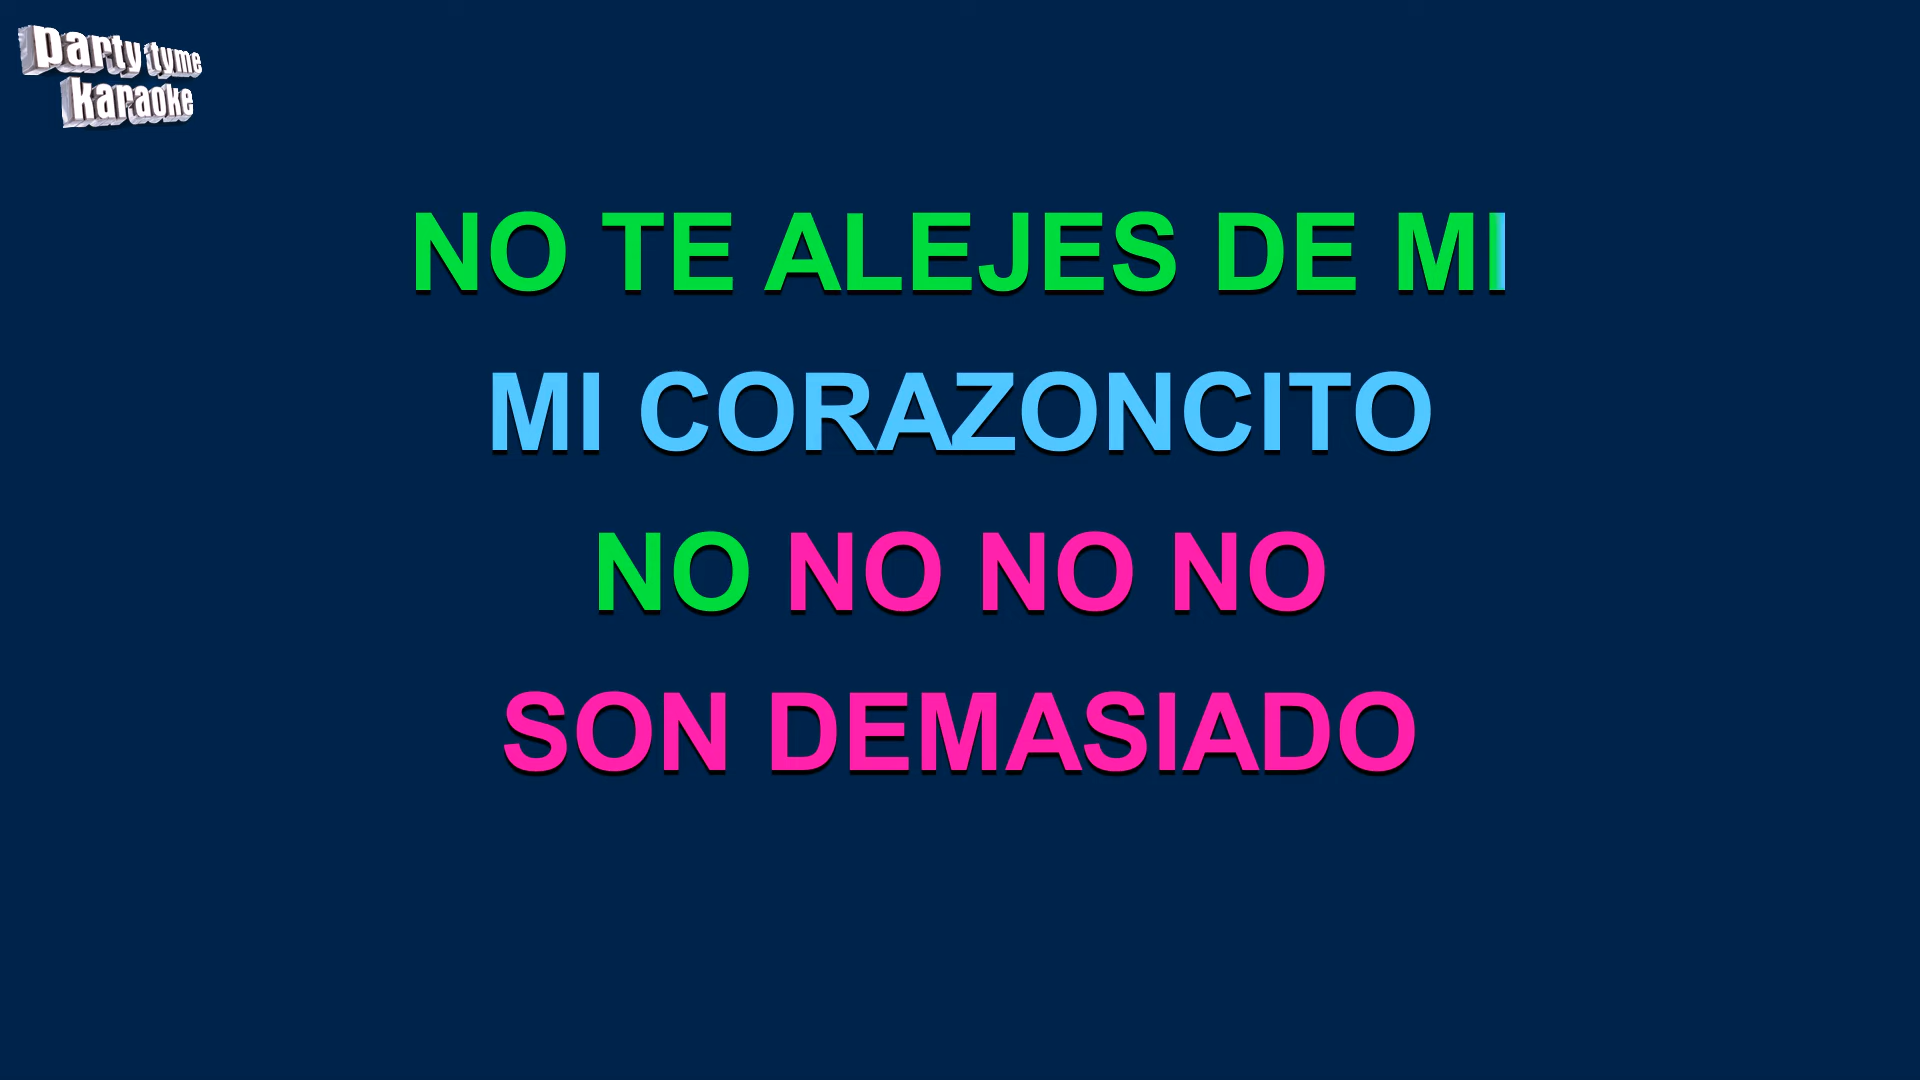 party tyme
karaoke
NO TE ALEJES DE MI
MI CORAZONCITO
NO NO NO NO
SON DEMASIADO